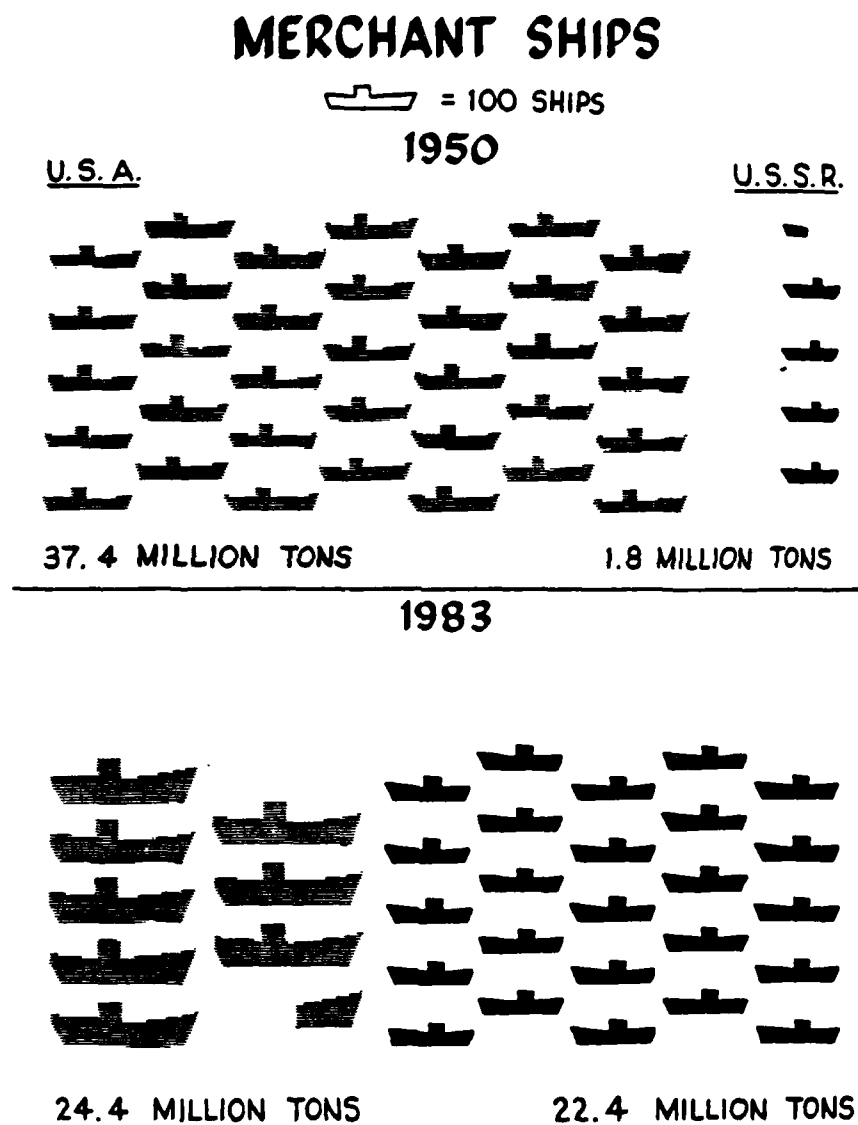 MERCHANT SHIPS
= 100 SHIPS
1950
U.S.A.
U.S.S.R.
37.4 MILLION TONS
1.8 MILLION TONS
1983
24.4 MILLION TONS
22.4 MILLION TONS